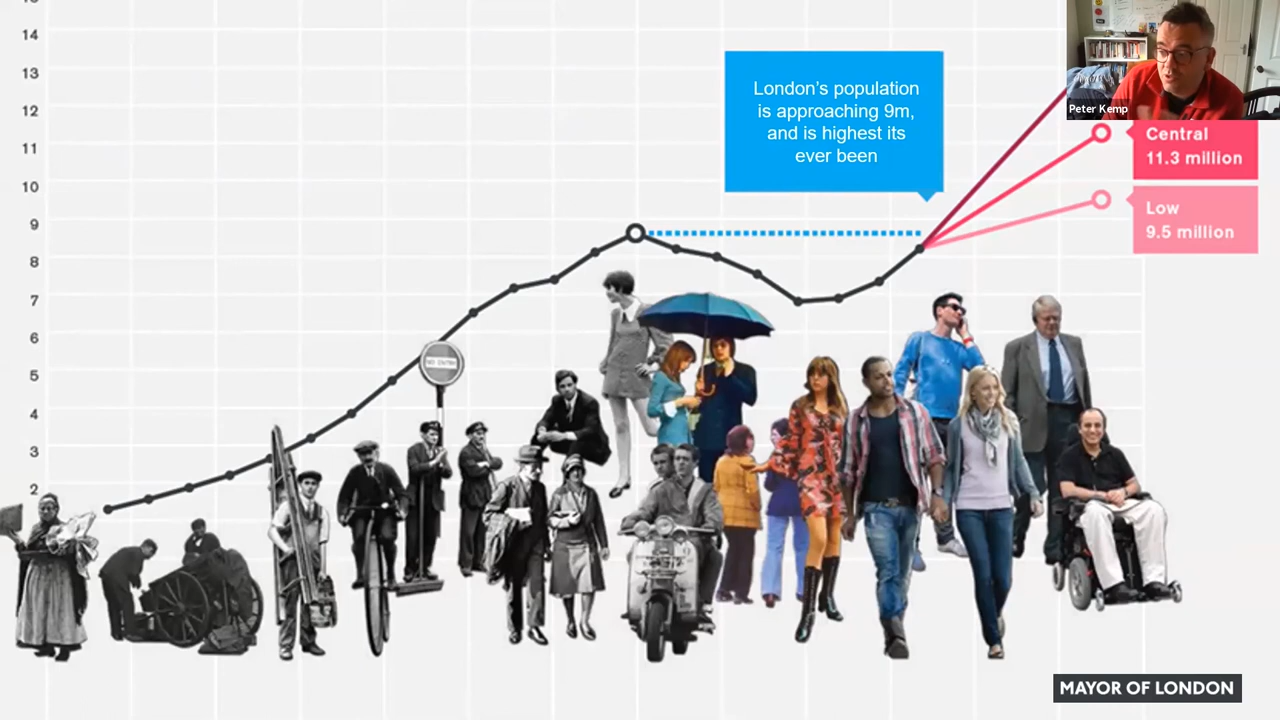 14
13
12
11
10
9
8
7
6
5
4
3
2
London's population
is approaching 9m,
and is highest its
ever been
Peter Kemp
Central
11.3 million
Low
9.5 million
NO ENTRY
MAYOR OF LONDON